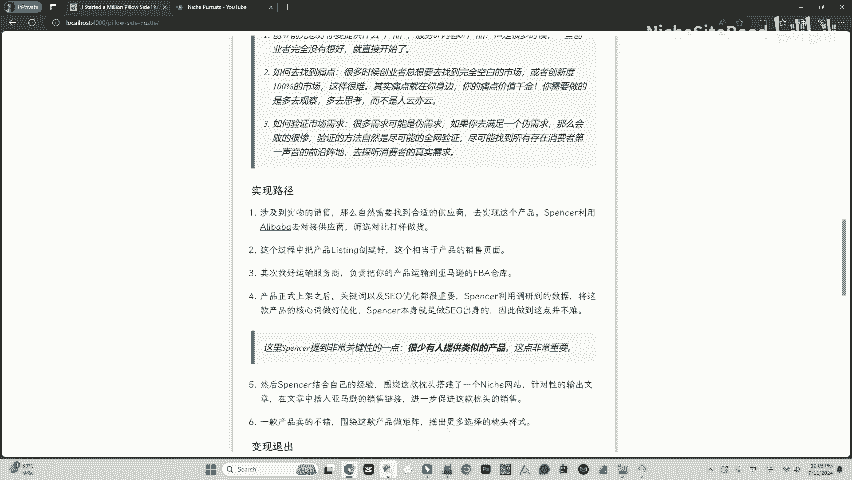 InPrivate
I Started a Million Pillow Side
Niche Pursuits - YouTube
localhost:4000/pillow-side-hustle/
业者完全没有想好，就直接开始了。
2. 如何去找到痛点：很多时候创业者总想要去找到完全空白的市场，或者创新度
100%的市场，这样很难。其实痛点就在你身边，你的痛点价值千金！你需要做的
是多去观察，多去思考，而不是人云亦云。
3. 如何验证市场需求：很多需求可能是伪需求，如果你去满足一个伪需求，那么会
败的很惨，验证的方法自然是尽可能的全网验证，尽可能找到所有存在消费者第
一声音的前沿阵地，去探听消费者的真实需求。
实现路径
1. 涉及到实物的销售，那么自然需要找到合适的供应商，去实现这个产品。Spencer利用
Alibaba去对接供应商，筛选对比打样做货。
2. 这个过程中把产品Listing创建好，这个相当于产品的销售页面。
3. 其次找好运输服务商，负责把你的产品运输到亚马逊的FBA仓库。
4. 产品正式上架之后，关键词以及SEO优化都很重要，Spencer利用调研到的数据，将这
款产品的核心词做好优化，Spencer本身就是做SEO出身的，因此做到这点并不难。
这里Spencer提到非常关键性的一点：很少有人提供类似的产品。这点非常重要。
5. 然后Spencer结合自己的经验，围绕这款枕头搭建了一个Niche网站，针对性的输出文
章，在文章中插入亚马逊的销售链接，进一步促进这款枕头的销售。
6. 一款产品卖的不错，围绕这款产品做矩阵，推出更多选择的枕头样式。
变现退出
Search